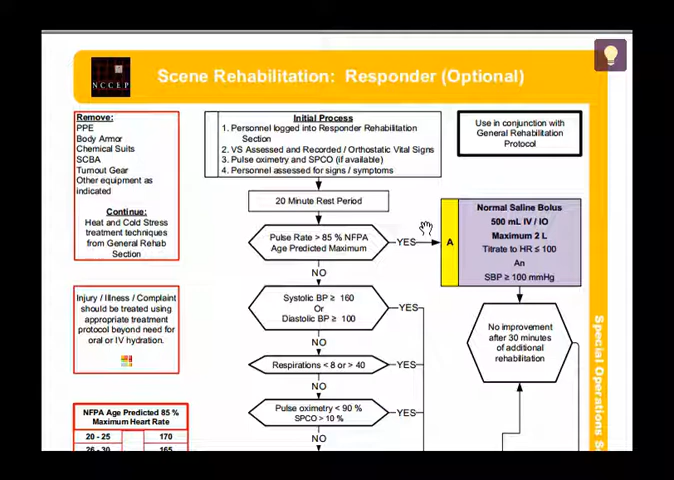 NCCEP
Scene Rehabilitation: Responder (Optional)
Remove:
PPE
Body Armor
Chemical Suits
SCBA
Turnout Gear
Other equipment as
indicated
Continue:
Heat and Cold Stress
treatment techniques
from General Rehab
Section
Initial Process
1. Personnel logged into Responder Rehabilitation
Section
2. VS Assessed and Recorded / Orthostatic Vital Signs
3. Pulse oximetry and SPCO (if available)
4. Personnel assessed for signs / symptoms
Use in conjunction with
General Rehabilitation
Protocol
20 Minute Rest Period
Pulse Rate > 85 % NFPA
Age Predicted Maximum
YES
A
Normal Saline Bolus
500 mL IV / IO
Maximum 2 L
Titrate to HR ≤ 100
An
SBP ≥ 100 mmHg
NO
Injury / Illness / Complaint
should be treated using
appropriate treatment
protocol beyond need for
oral or IV hydration.
Systolic BP ≥ 160
Or
Diastolic BP ≥ 100
YES
No improvement
after 30 minutes
of additional
rehabilitation
NO
Respirations < 8 or > 40
YES
NO
Pulse oximetry < 90 %
SPCO > 10 %
YES
NO
NFPA Age Predicted 85 %
Maximum Heart Rate
20 - 25 170
26 - 30 165
Special Operations S